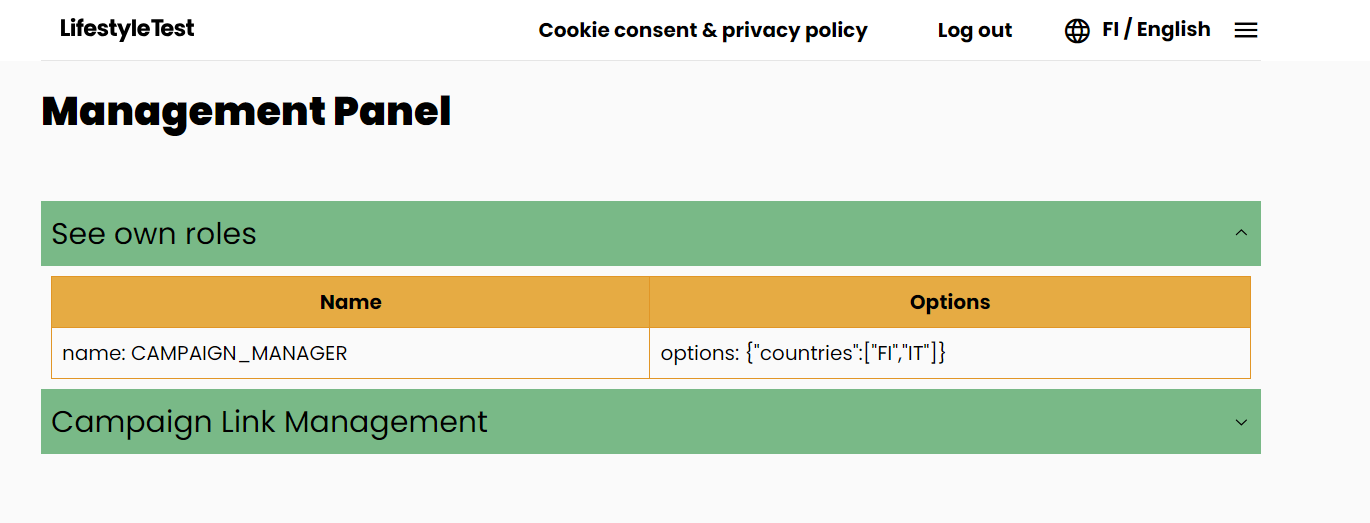 LifestyleTest
Cookie consent & privacy policy
Log out
FI / English
Management Panel
See own roles
Name
Options
name: CAMPAIGN_MANAGER
options: {"countries":["FI","IT"]}
Campaign Link Management